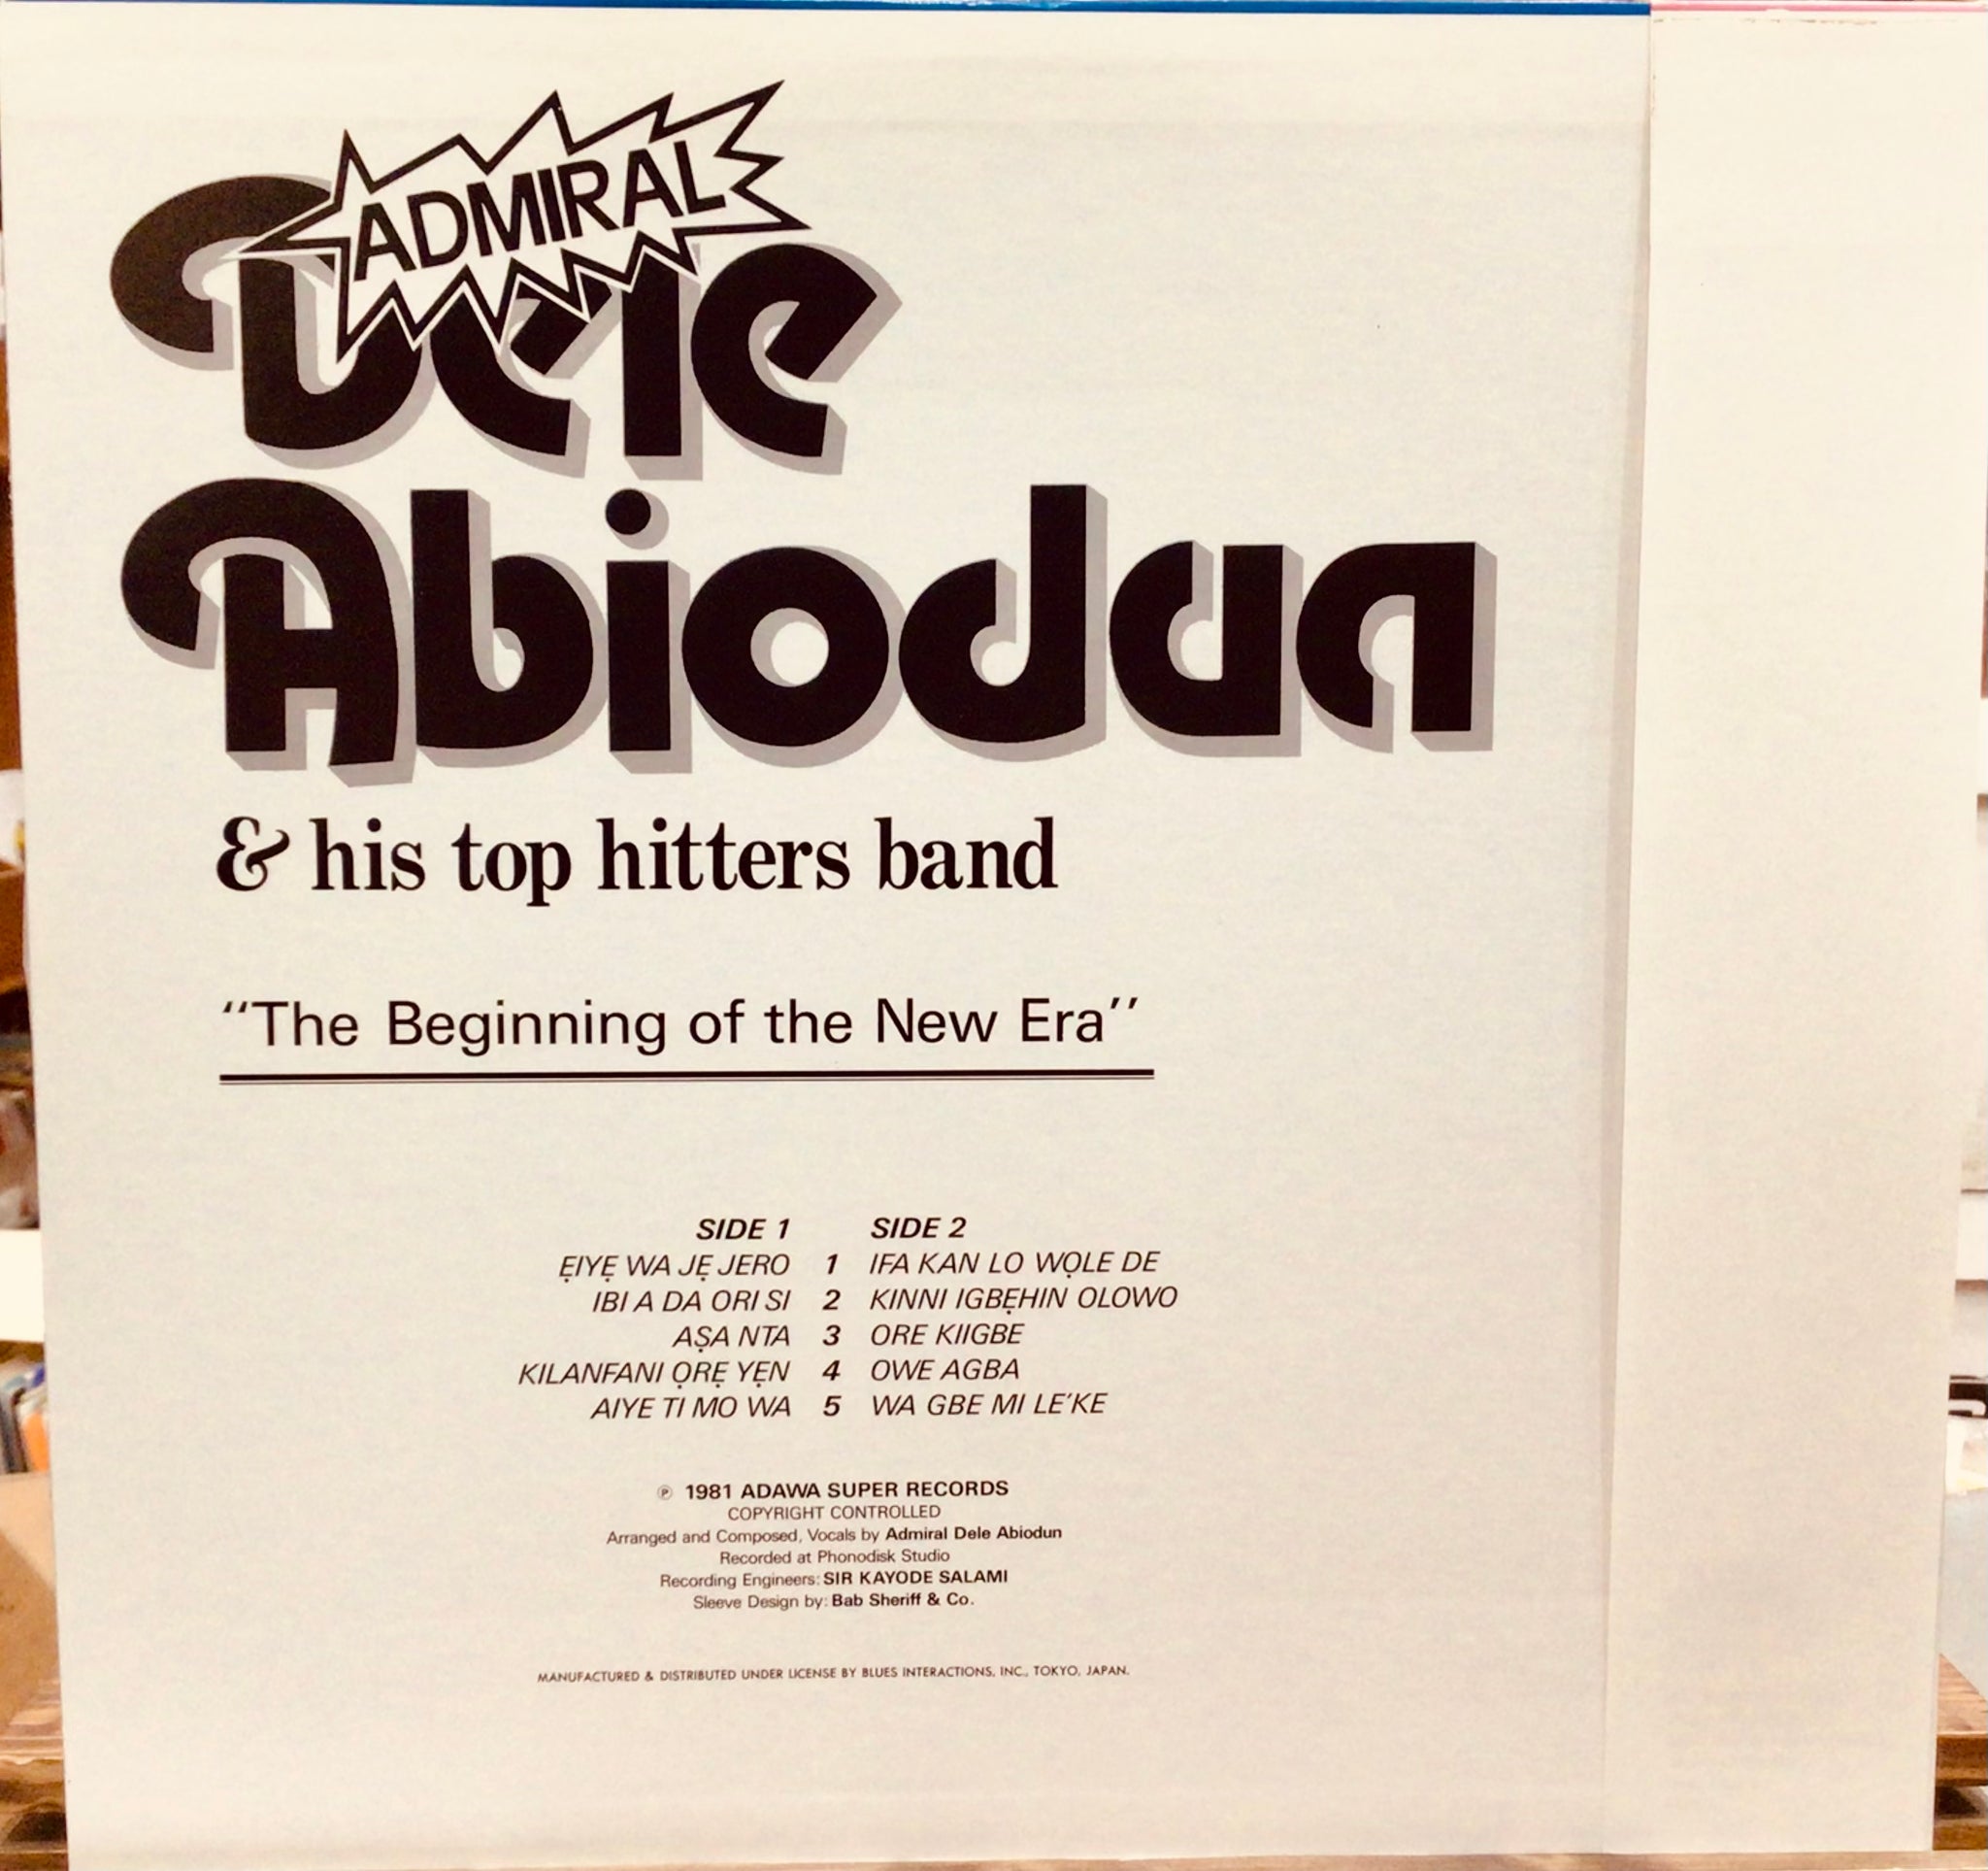 ADMIRAL
Dele
Abiodun
& his top hitters band
“The Beginning of the New Era”
SIDE 1 SIDE 2
ẸIYẸ WA JẸ JERO 1 IFA KAN LO WỌLE DE
IBI A DA ORI SI 2 KINNI IGBẸHIN OLOWO
AṢA NTA 3 ORE KIIGBE
KILANFANI ỌRẸ YẸN 4 OWE AGBA
AIYE TI MO WA 5 WA GBE MI LE'KE
℗ 1981 ADAWA SUPER RECORDS
COPYRIGHT CONTROLLED
Arranged and Composed, Vocals by Admiral Dele Abiodun
Recorded at Phonodisk Studio
Recording Engineers: SIR KAYODE SALAMI
Sleeve Design by: Bab Sheriff & Co.
MANUFACTURED & DISTRIBUTED UNDER LICENSE BY BLUES INTERACTIONS, INC., TOKYO, JAPAN.